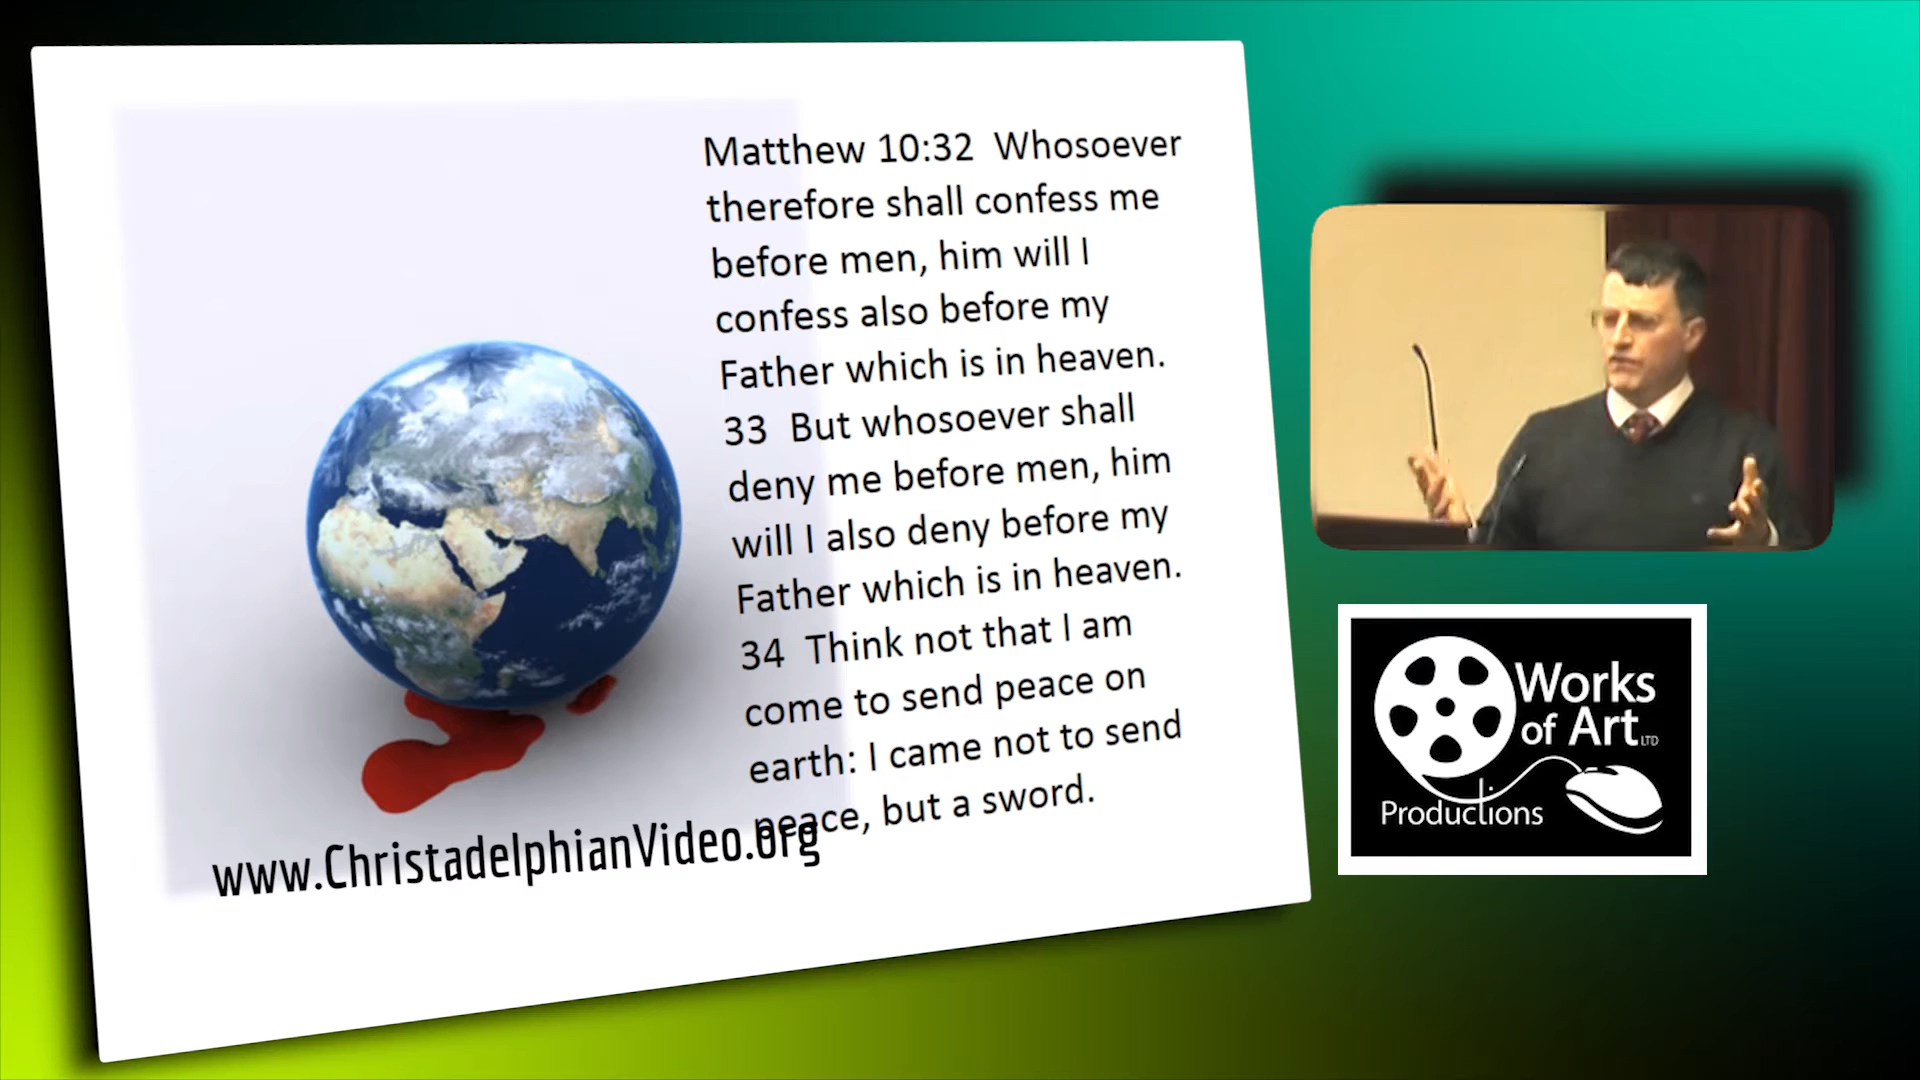 Matthew 10:32  Whosoever
therefore shall confess me
before men, him will I
confess also before my
Father which is in heaven.
33  But whosoever shall
deny me before men, him
will I also deny before my
Father which is in heaven.
34  Think not that I am
come to send peace on
earth: I came not to send
peace, but a sword.
www.ChristadelphianVideo.org
Works
of Art LTD
Productions